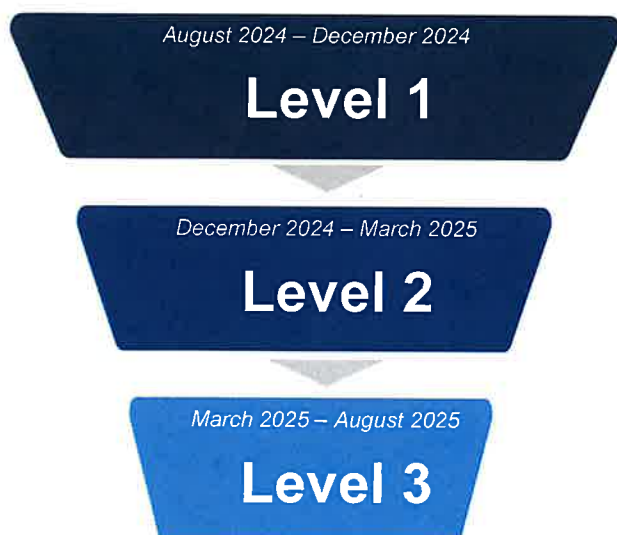 August 2024 – December 2024
Level 1
December 2024 – March 2025
Level 2
March 2025 – August 2025
Level 3